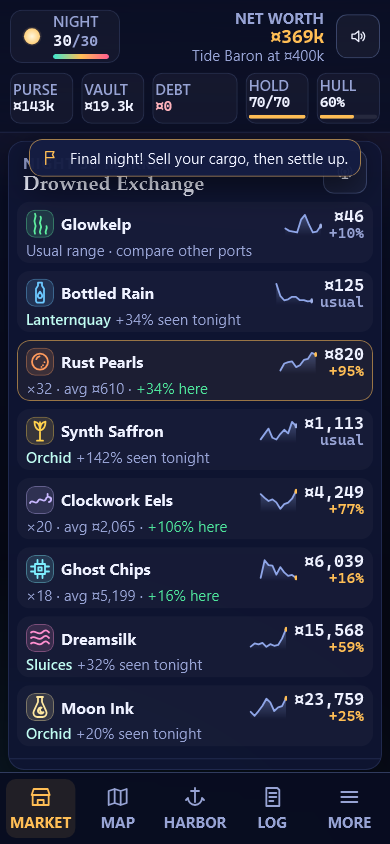 NIGHT
30/30
NET WORTH
¤369k
Tide Baron at ¤400k
PURSE
¤143k
VAULT
¤19.3k
DEBT
¤0
HOLD
70/70
HULL
60%
Final night! Sell your cargo, then settle up.
Drowned Exchange
Glowkelp
¤46
+10%
Usual range · compare other ports
Bottled Rain
¤125
usual
Lanternquay +34% seen tonight
Rust Pearls
¤820
+95%
×32 · avg ¤610 · +34% here
Synth Saffron
¤1,113
usual
Orchid +142% seen tonight
Clockwork Eels
¤4,249
+77%
×20 · avg ¤2,065 · +106% here
Ghost Chips
¤6,039
+16%
×18 · avg ¤5,199 · +16% here
Dreamsilk
¤15,568
+59%
Sluices +32% seen tonight
Moon Ink
¤23,759
+25%
Orchid +20% seen tonight
MARKET
MAP
HARBOR
LOG
MORE